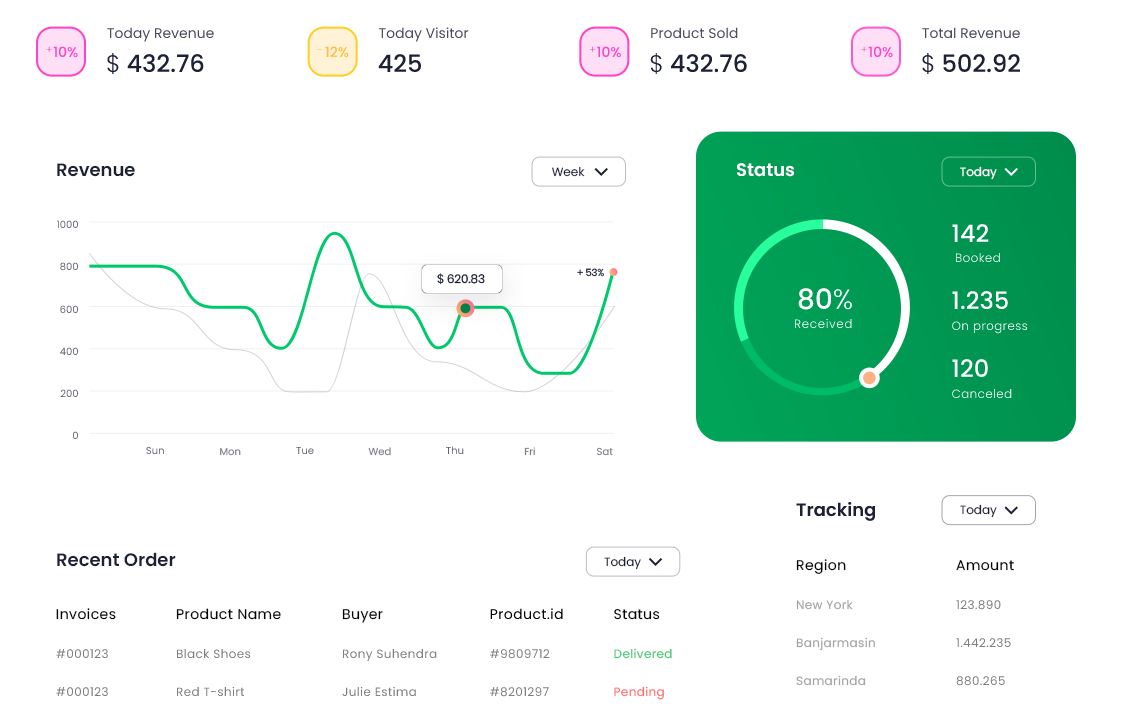 +10% Today Revenue $ 432.76
-12% Today Visitor 425
+10% Product Sold $ 432.76
+10% Total Revenue $ 502.92
Revenue
Week
1000
800
600
400
200
0
$ 620.83
+ 53%
Sun Mon Tue Wed Thu Fri Sat
Status
Today
80%
Received
142
Booked
1.235
On progress
120
Canceled
Recent Order
Today
Invoices Product Name Buyer Product.id Status
#000123 Black Shoes Rony Suhendra #9809712 Delivered
#000123 Red T-shirt Julie Estima #8201297 Pending
Tracking
Today
Region Amount
New York 123.890
Banjarmasin 1.442.235
Samarinda 880.265